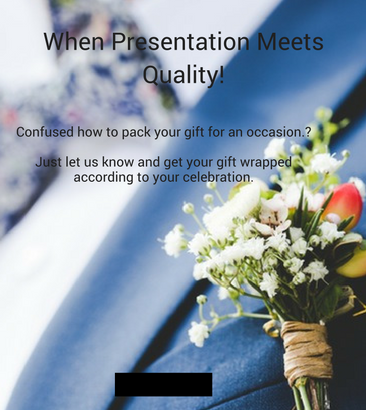 When Presentation Meets
Quality!
Confused how to pack your gift for an occasion.?
Just let us know and get your gift wrapped
according to your celebration.